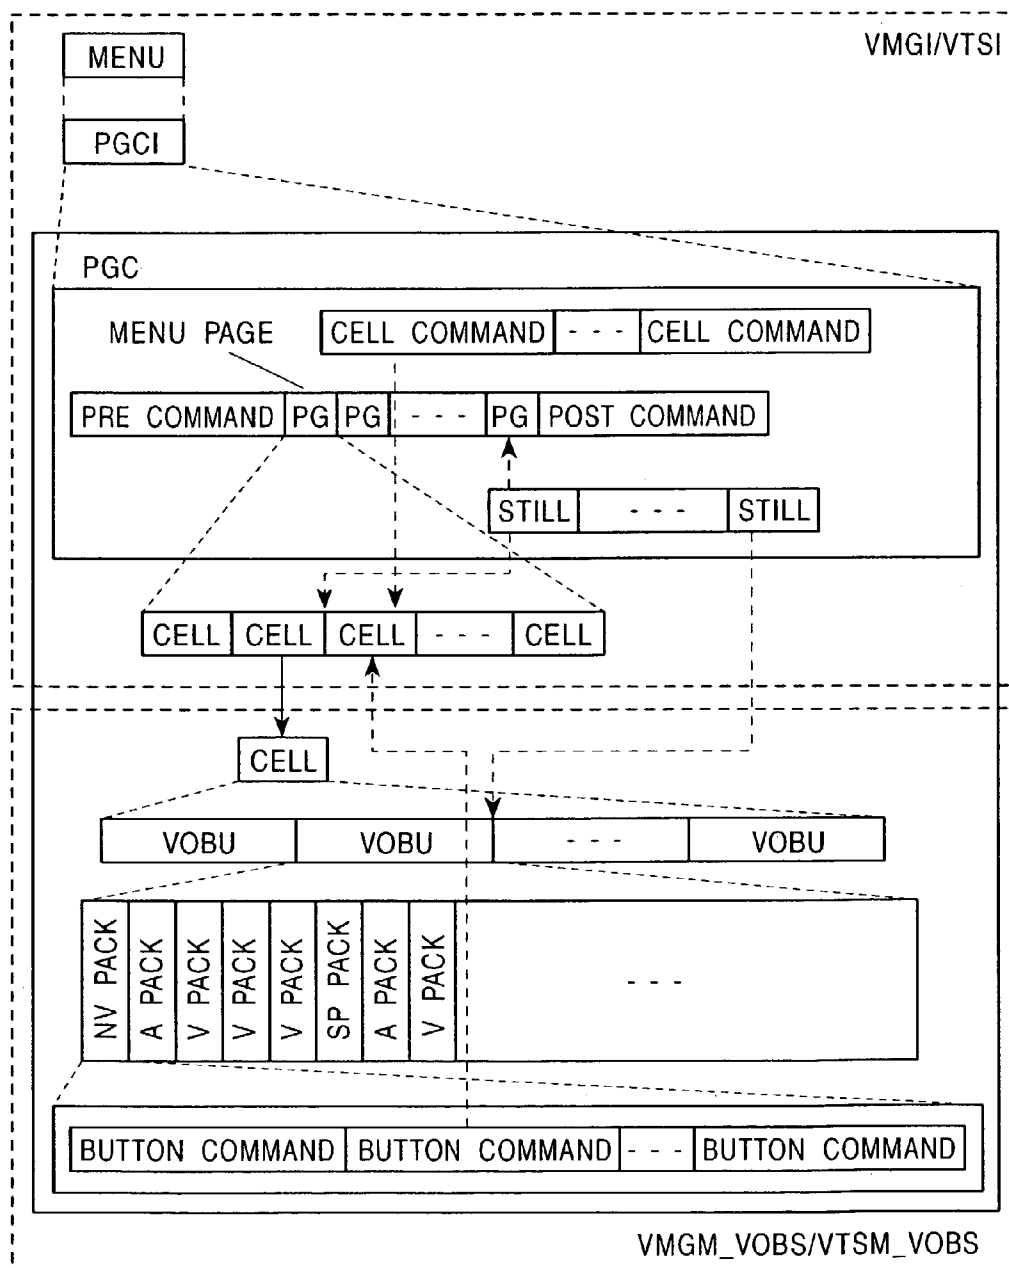 VMGI/VTSI
MENU
PGCI
PGC
MENU PAGE
CELL COMMAND - - - CELL COMMAND
PRE COMMAND PG PG - - - PG POST COMMAND
STILL - - - STILL
CELL CELL CELL - - - CELL
CELL
VOBU VOBU - - - VOBU
NV PACK A PACK V PACK V PACK V PACK SP PACK A PACK V PACK - - -
BUTTON COMMAND BUTTON COMMAND - - - BUTTON COMMAND
VMGM_VOBS/VTSM_VOBS